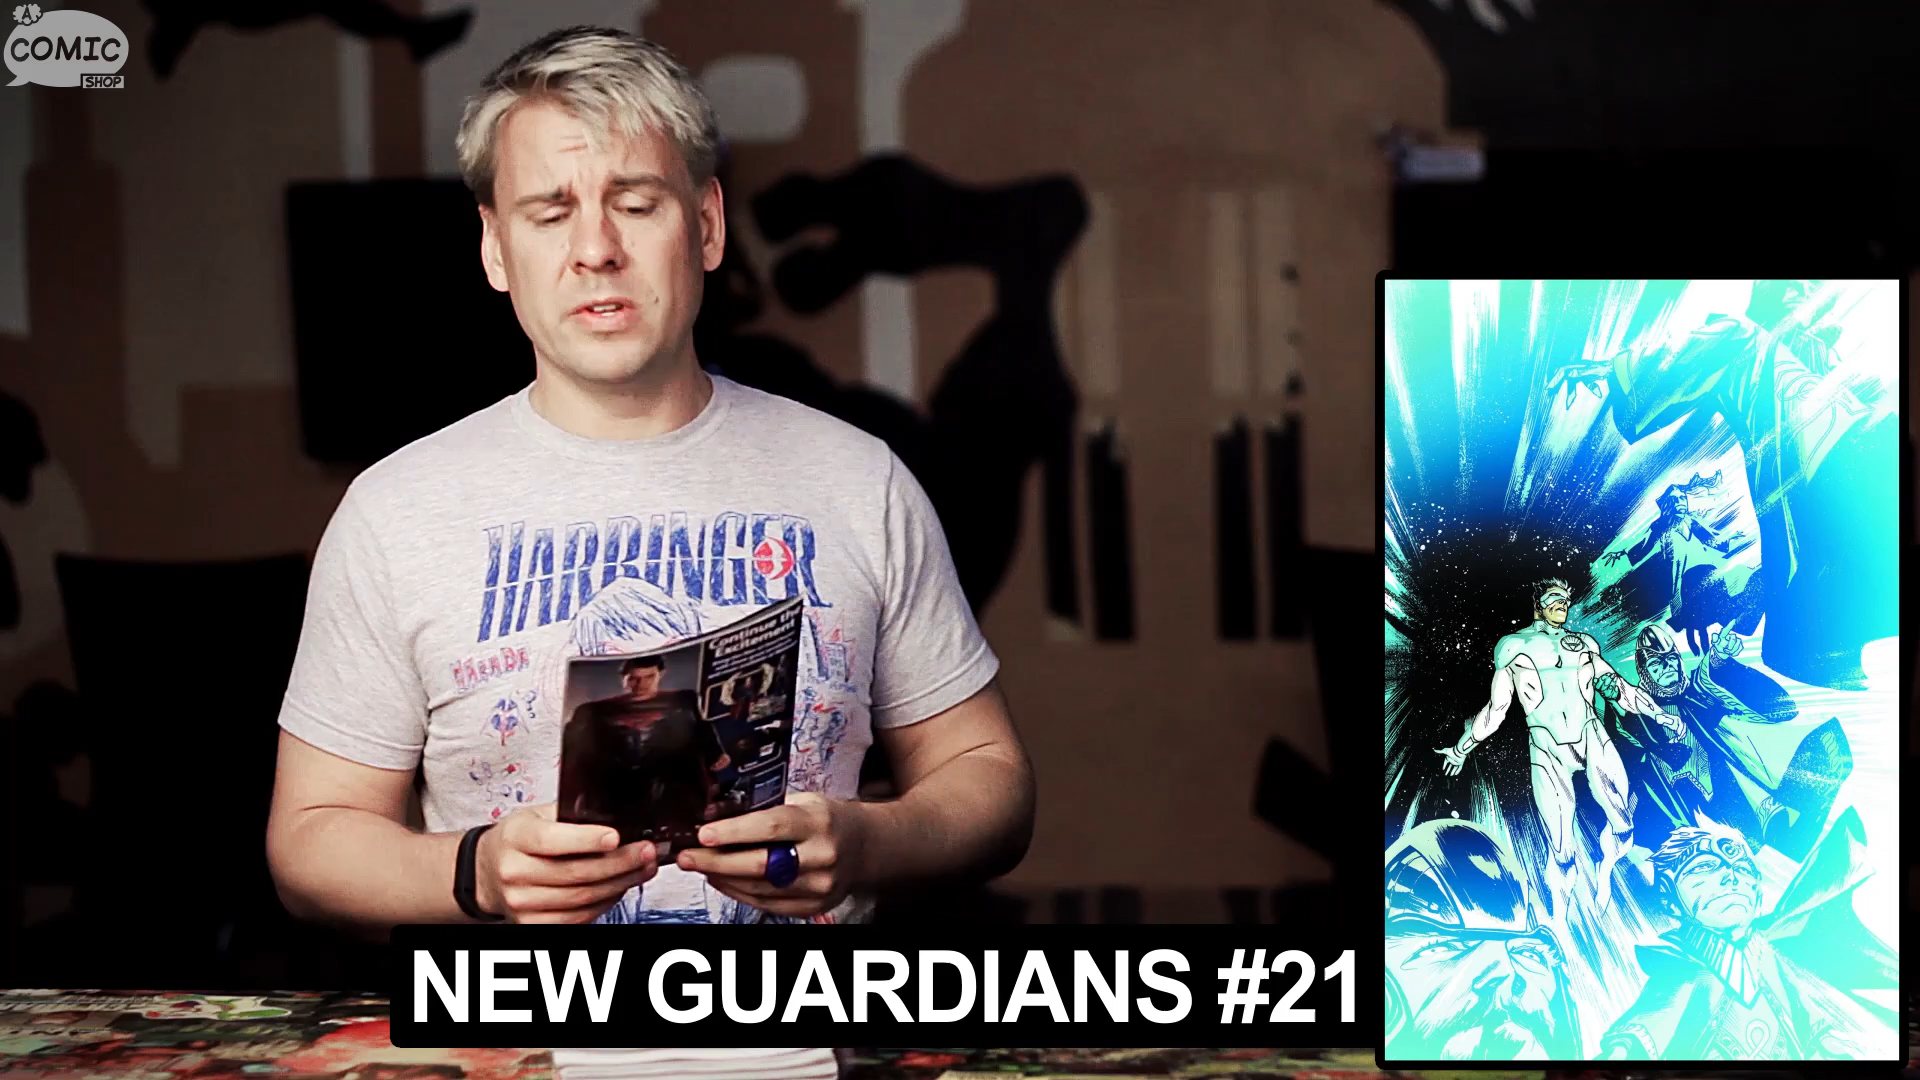 A
COMIC
SHOP
HARBINGER
Continue the
Excitement
NEW GUARDIANS #21